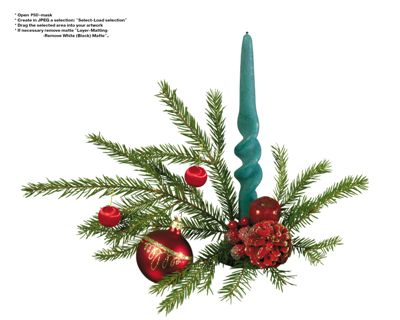 * Open PSD-mask
* Create in JPEG a selection: "Select-Load selection"
* Drag the selected area into your artwork
* If necessary remove matte "Layer-Matting
-Remove White (Black) Matte".